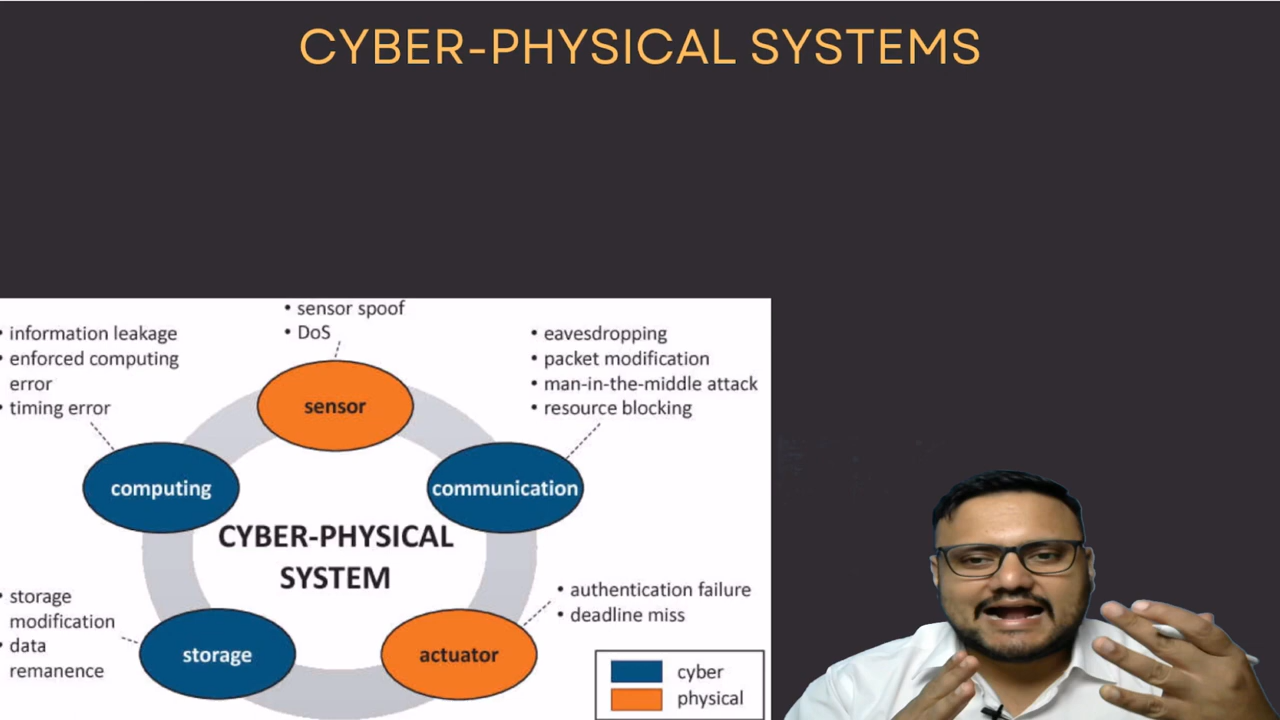 CYBER-PHYSICAL SYSTEMS
• sensor spoof
• DoS
• information leakage
• enforced computing
error
• timing error
• eavesdropping
• packet modification
• man-in-the-middle attack
• resource blocking
sensor
computing
communication
CYBER-PHYSICAL
SYSTEM
• storage
modification
• data
remanence
• authentication failure
• deadline miss
storage
actuator
cyber
physical